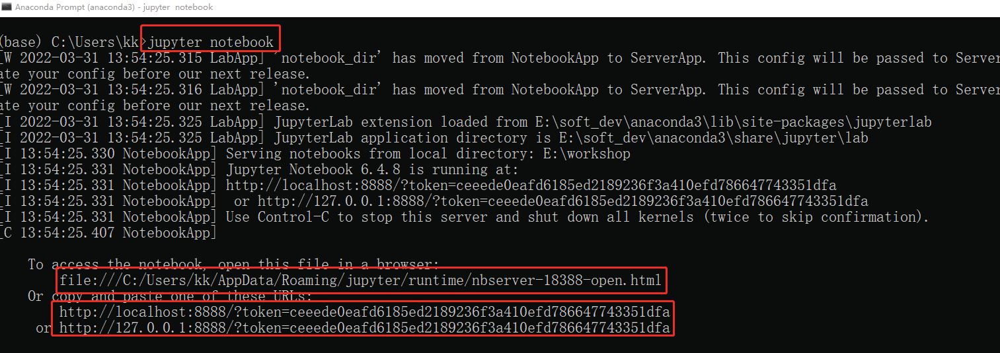 Anaconda Prompt (anaconda3) - jupyter  notebook
(base) C:\Users\kk>jupyter notebook
[W 2022-03-31 13:54:25.315 LabApp] 'notebook_dir' has moved from NotebookApp to ServerApp. This config will be passed to Server
ate your config before our next release.
[W 2022-03-31 13:54:25.316 LabApp] 'notebook_dir' has moved from NotebookApp to ServerApp. This config will be passed to Server
ate your config before our next release.
[I 2022-03-31 13:54:25.325 LabApp] JupyterLab extension loaded from E:\soft_dev\anaconda3\lib\site-packages\jupyterlab
[I 2022-03-31 13:54:25.325 LabApp] JupyterLab application directory is E:\soft_dev\anaconda3\share\jupyter\lab
[I 13:54:25.330 NotebookApp] Serving notebooks from local directory: E:\workshop
[I 13:54:25.331 NotebookApp] Jupyter Notebook 6.4.8 is running at:
[I 13:54:25.331 NotebookApp] http://localhost:8888/?token=ceeede0eafd6185ed2189236f3a410efd786647743351dfa
[I 13:54:25.331 NotebookApp]  or http://127.0.0.1:8888/?token=ceeede0eafd6185ed2189236f3a410efd786647743351dfa
[I 13:54:25.331 NotebookApp] Use Control-C to stop this server and shut down all kernels (twice to skip confirmation).
[C 13:54:25.407 NotebookApp]
To access the notebook, open this file in a browser:
file:///C:/Users/kk/AppData/Roaming/jupyter/runtime/nbserver-18388-open.html
Or copy and paste one of these URLs:
http://localhost:8888/?token=ceeede0eafd6185ed2189236f3a410efd786647743351dfa
or http://127.0.0.1:8888/?token=ceeede0eafd6185ed2189236f3a410efd786647743351dfa